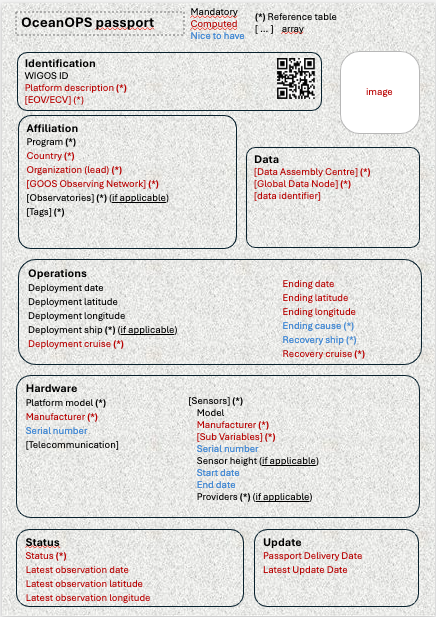 OceanOPS passport
Mandatory
Computed
Nice to have
(*) Reference table
[ ... ] array
Identification
WIGOS ID
Platform description (*)
[EOV/ECV] (*)
image
Affiliation
Program (*)
Country (*)
Organization (lead) (*)
[GOOS Observing Network] (*)
[Observatories] (*) (if applicable)
[Tags] (*)
Data
[Data Assembly Centre] (*)
[Global Data Node] (*)
[data identifier]
Operations
Deployment date
Deployment latitude
Deployment longitude
Deployment ship (*) (if applicable)
Deployment cruise (*)
Ending date
Ending latitude
Ending longitude
Ending cause (*)
Recovery ship (*)
Recovery cruise (*)
Hardware
Platform model (*)
Manufacturer (*)
Serial number
[Telecommunication]
[Sensors] (*)
Model
Manufacturer (*)
[Sub Variables] (*)
Serial number
Sensor height (if applicable)
Start date
End date
Providers (*) (if applicable)
Status
Status (*)
Latest observation date
Latest observation latitude
Latest observation longitude
Update
Passport Delivery Date
Latest Update Date